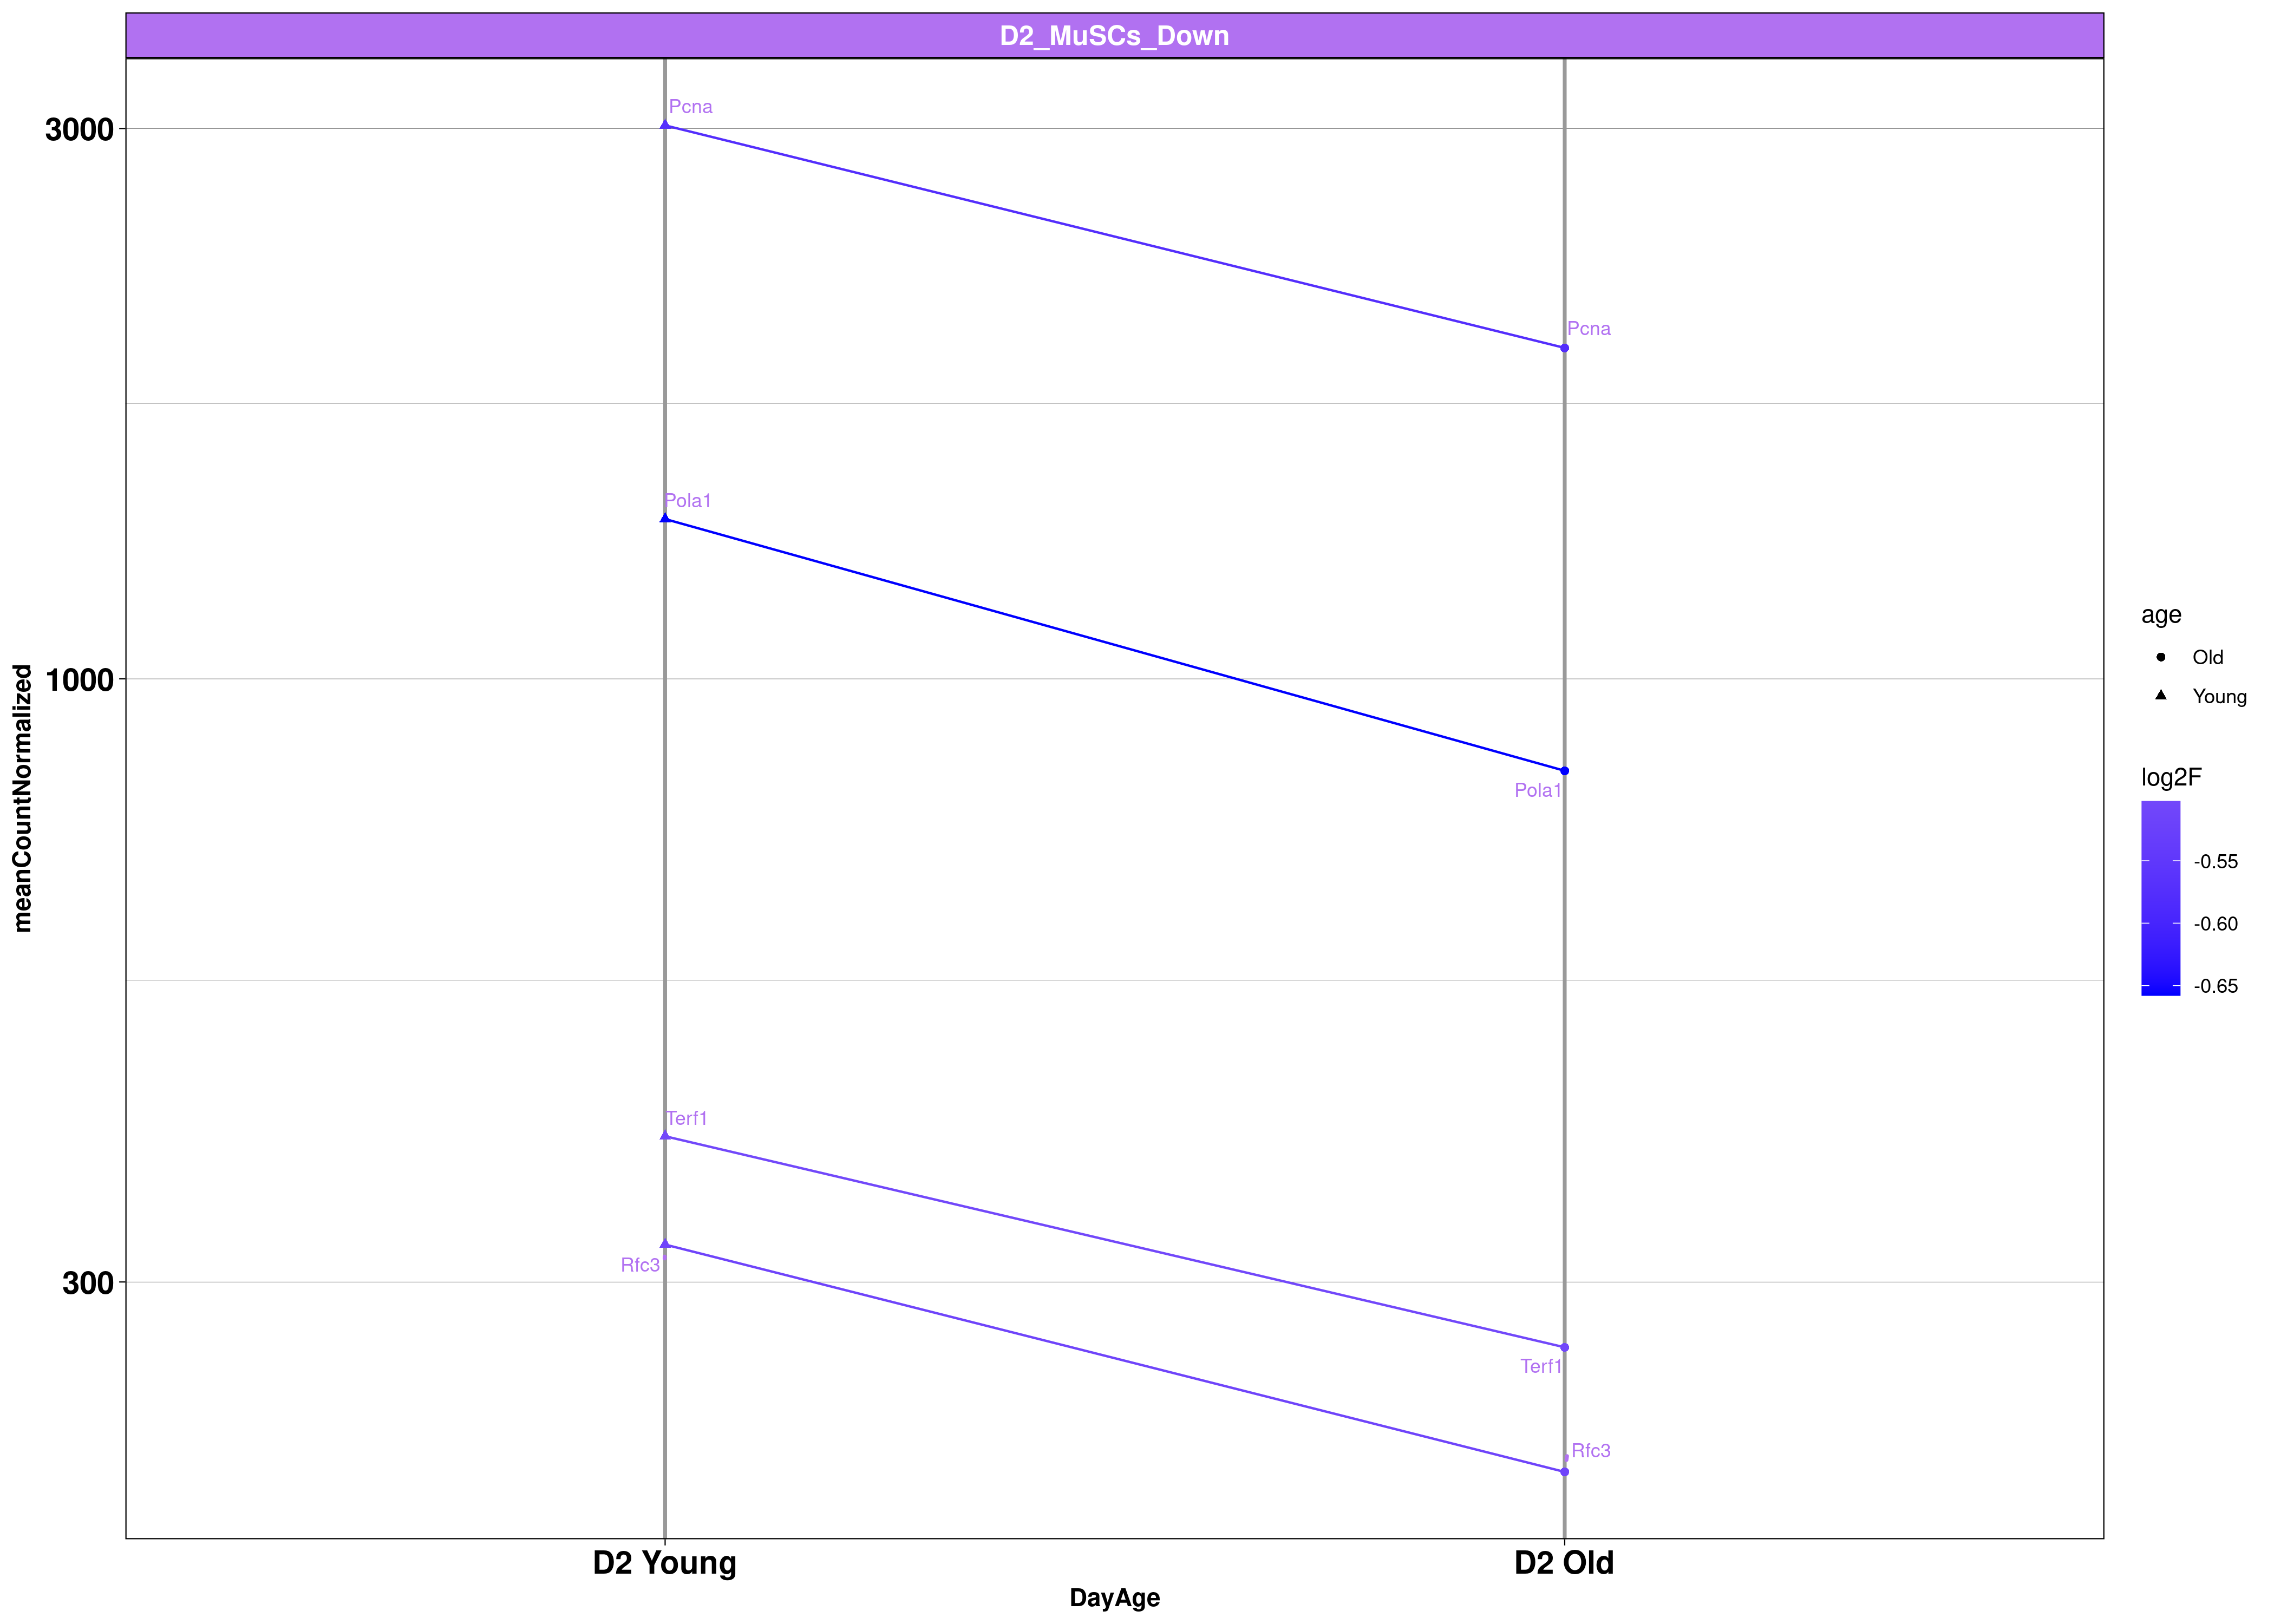 D2_MuSCs_Down
meanCountNormalized
3000
1000
300
Pcna
Pcna
Pola1
Pola1
Terf1
Rfc3
Terf1
Rfc3
D2 Young
D2 Old
DayAge
age
Old
Young
log2F
-0.55
-0.60
-0.65